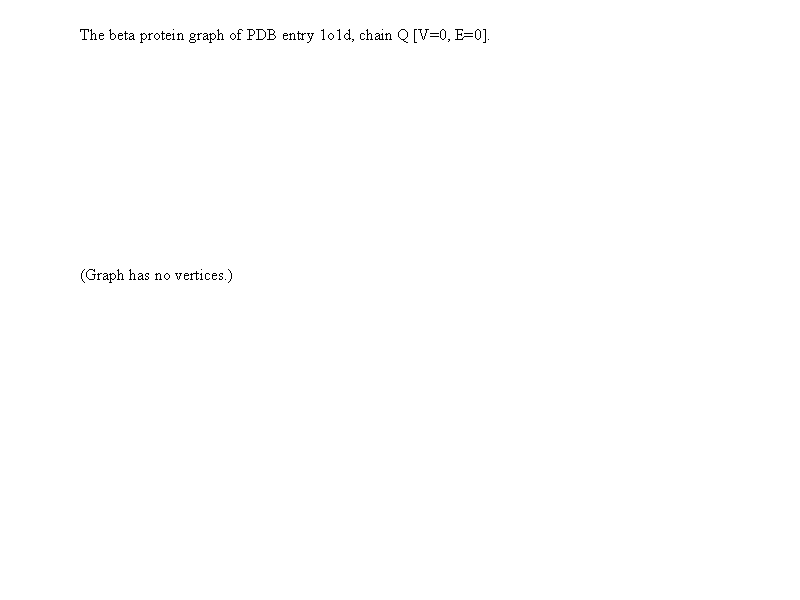 The beta protein graph of PDB entry 1o1d, chain Q [V=0, E=0].
(Graph has no vertices.)